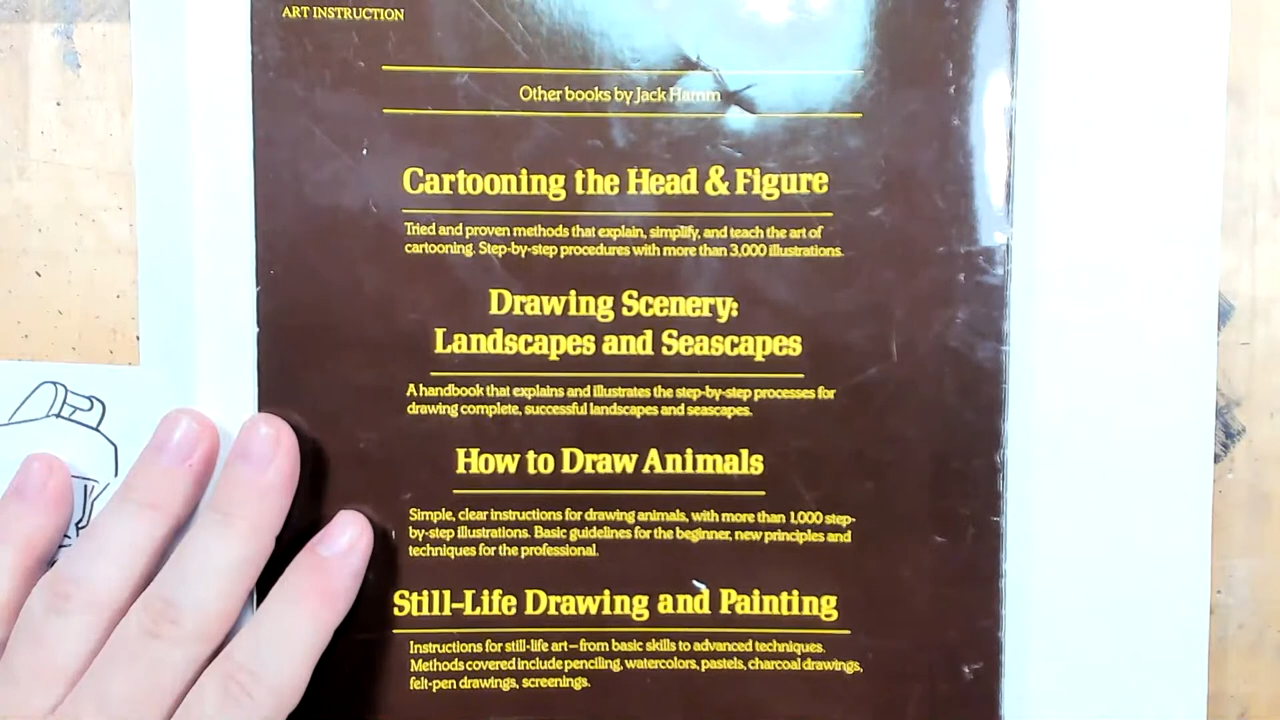 ART INSTRUCTION
Other books by Jack Hamm
Cartooning the Head & Figure
Tried and proven methods that explain, simplify, and teach the art of
cartooning. Step-by-step procedures with more than 3,000 illustrations.
Drawing Scenery:
Landscapes and Seascapes
A handbook that explains and illustrates the step-by-step processes for
drawing complete, successful landscapes and seascapes.
How to Draw Animals
Simple, clear instructions for drawing animals, with more than 1,000 step-
by-step illustrations. Basic guidelines for the beginner, new principles and
techniques for the professional.
Still-Life Drawing and Painting
Instructions for still-life art—from basic skills to advanced techniques.
Methods covered include penciling, watercolors, pastels, charcoal drawings,
felt-pen drawings, screenings.